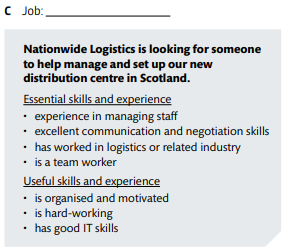 C Job: ____________________
Nationwide Logistics is looking for someone
to help manage and set up our new
distribution centre in Scotland.
Essential skills and experience
• experience in managing staff
• excellent communication and negotiation skills
• has worked in logistics or related industry
• is a team worker
Useful skills and experience
• is organised and motivated
• is hard-working
• has good IT skills